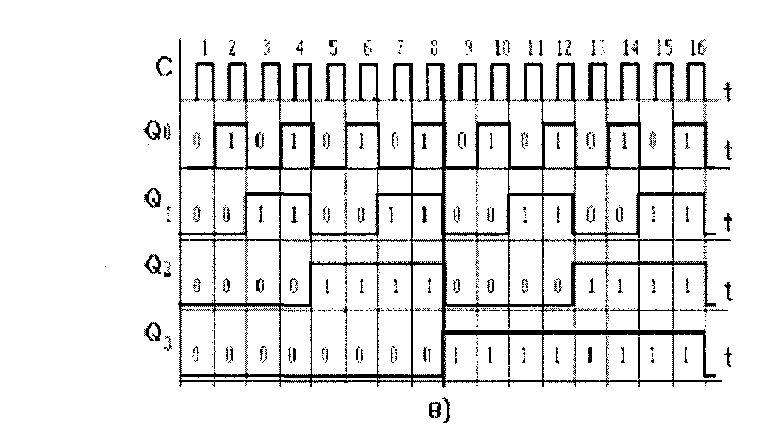 1 2 3 4 5 6 7 8 9 10 11 12 13 14 15 16
C t
Q0 0 1 0 1 0 1 0 1 0 1 0 1 0 1 0 1 t
Q1 0 0 1 1 0 0 1 1 0 0 1 1 0 0 1 1 t
Q2 0 0 0 0 1 1 1 1 0 0 0 0 1 1 1 1 t
Q3 0 0 0 0 0 0 0 0 1 1 1 1 1 1 1 1 t
в)